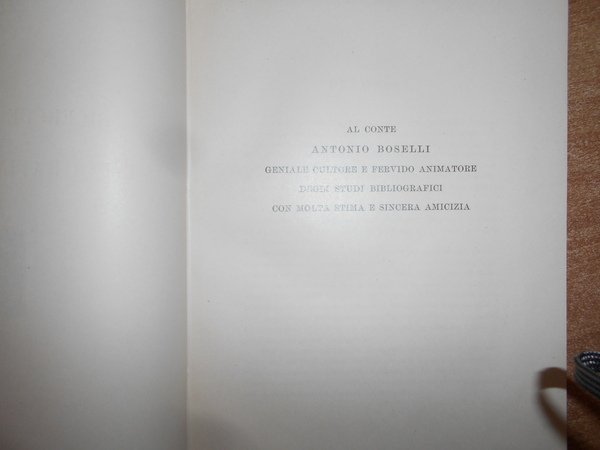 AL CONTE
ANTONIO BOSELLI
GENIALE CULTORE E FERVIDO ANIMATORE
DEGLI STUDI BIBLIOGRAFICI
CON MOLTA STIMA E SINCERA AMICIZIA